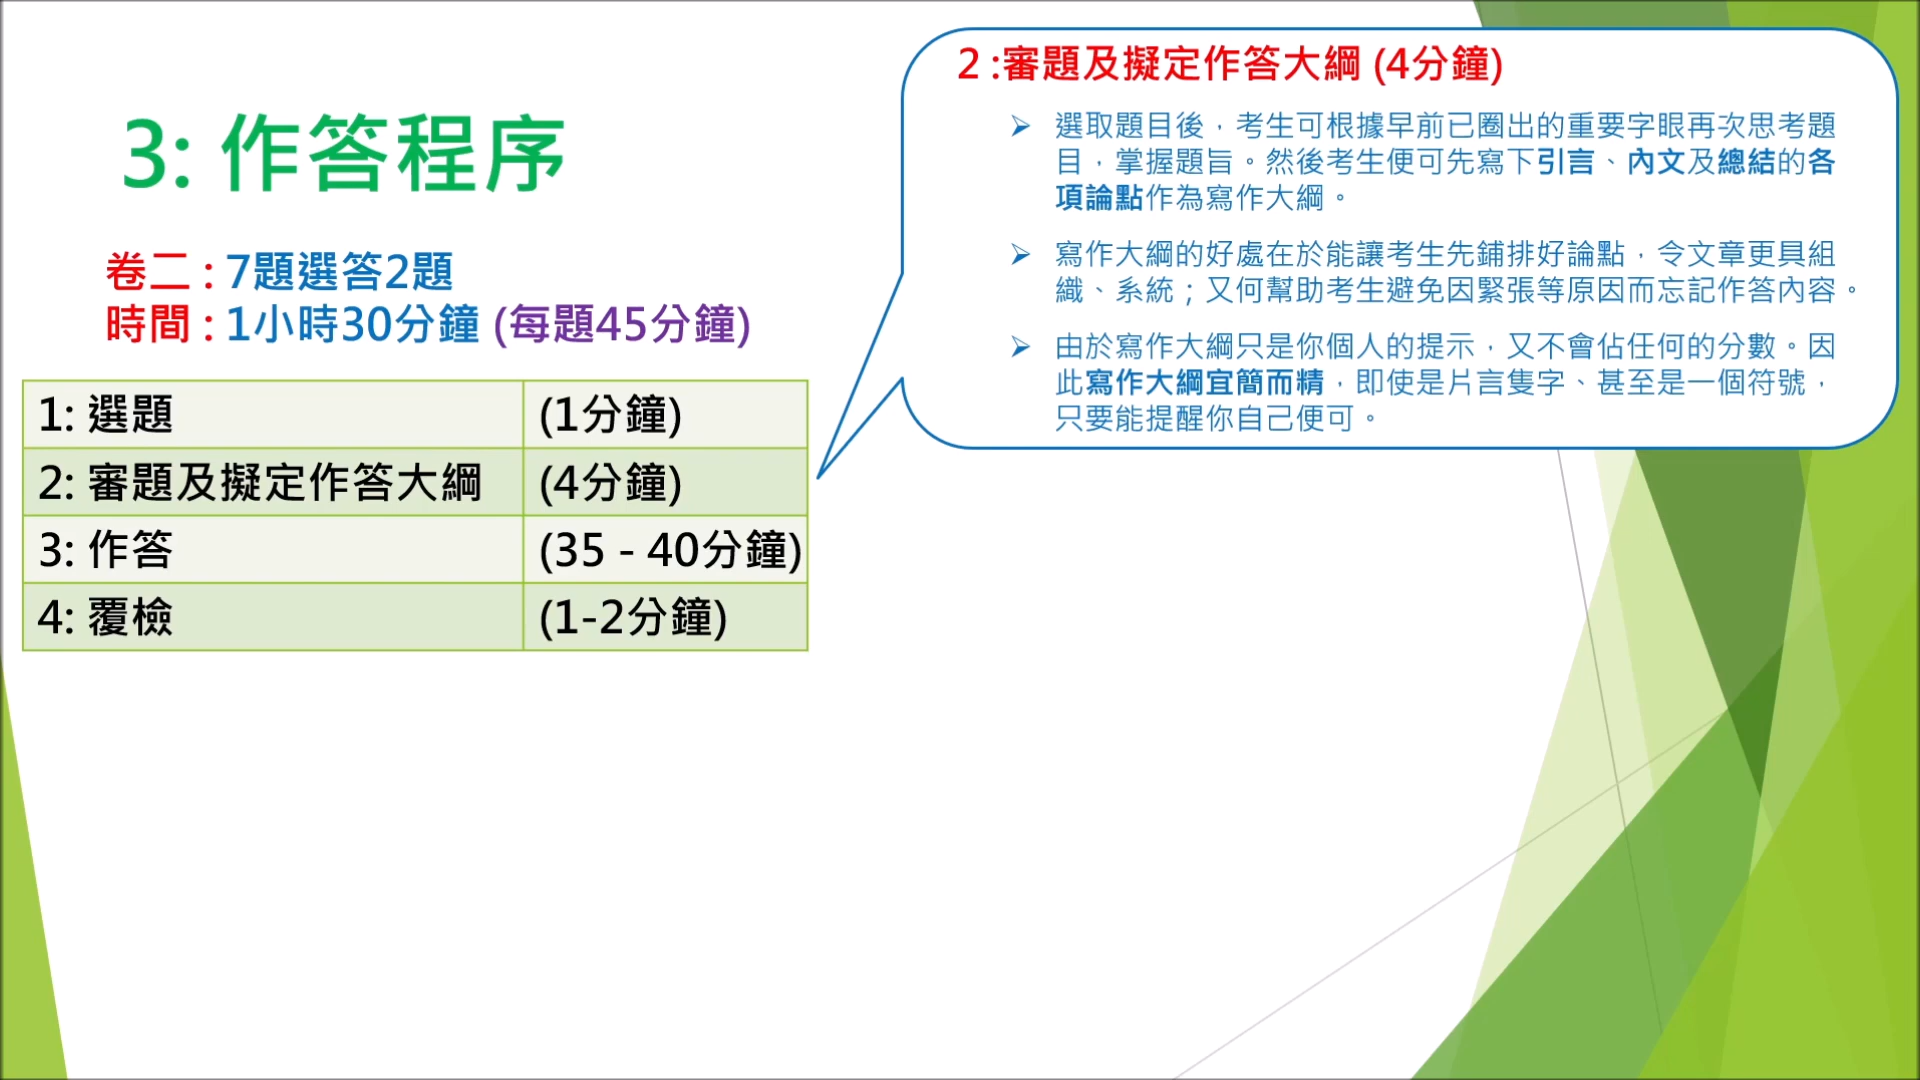 3: 作答程序
卷二 : 7題選答2題
時間 : 1小時30分鐘 (每題45分鐘)
1: 選題 (1分鐘)
2: 審題及擬定作答大綱 (4分鐘)
3: 作答 (35 - 40分鐘)
4: 覆檢 (1-2分鐘)
2 :審題及擬定作答大綱 (4分鐘)
➢ 選取題目後，考生可根據早前已圈出的重要字眼再次思考題
目，掌握題旨。然後考生便可先寫下引言、內文及總結的各
項論點作為寫作大綱。
➢ 寫作大綱的好處在於能讓考生先鋪排好論點，令文章更具組
織、系統；又何幫助考生避免因緊張等原因而忘記作答內容。
➢ 由於寫作大綱只是你個人的提示，又不會佔任何的分數。因
此寫作大綱宜簡而精，即使是片言隻字、甚至是一個符號，
只要能提醒你自己便可。